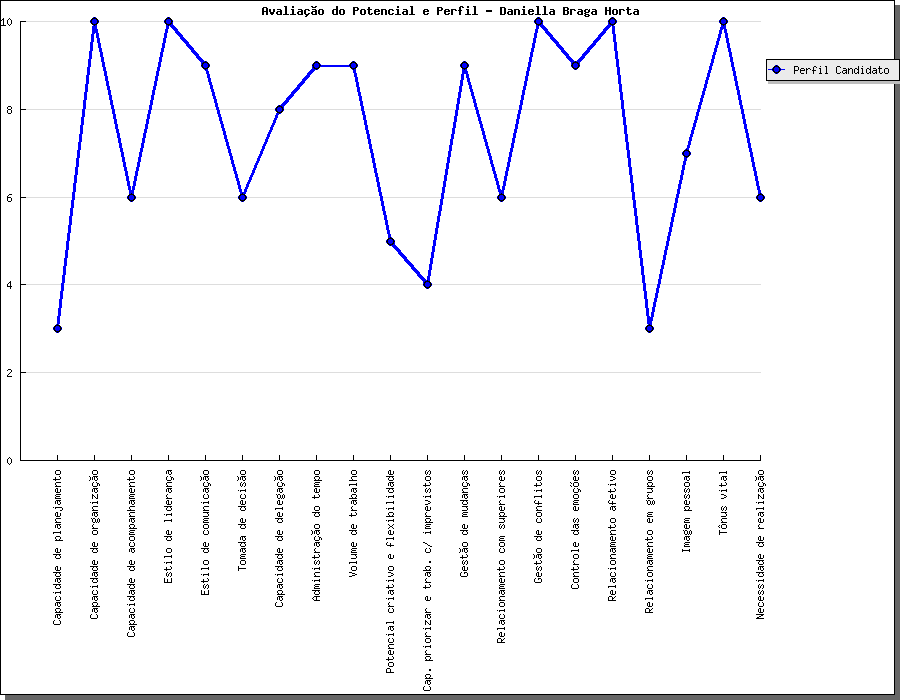 Avaliação do Potencial e Perfil - Daniella Braga Horta
Perfil Candidato
10
8
6
4
2
0
Capacidade de planejamento
Capacidade de organização
Capacidade de acompanhamento
Estilo de liderança
Estilo de comunicação
Tomada de decisão
Capacidade de delegação
Administração do tempo
Volume de trabalho
Potencial criativo e flexibilidade
Cap. priorizar e trab. c/ imprevistos
Gestão de mudanças
Relacionamento com superiores
Gestão de conflitos
Controle das emoções
Relacionamento afetivo
Relacionamento em grupos
Imagem pessoal
Tônus vital
Necessidade de realização